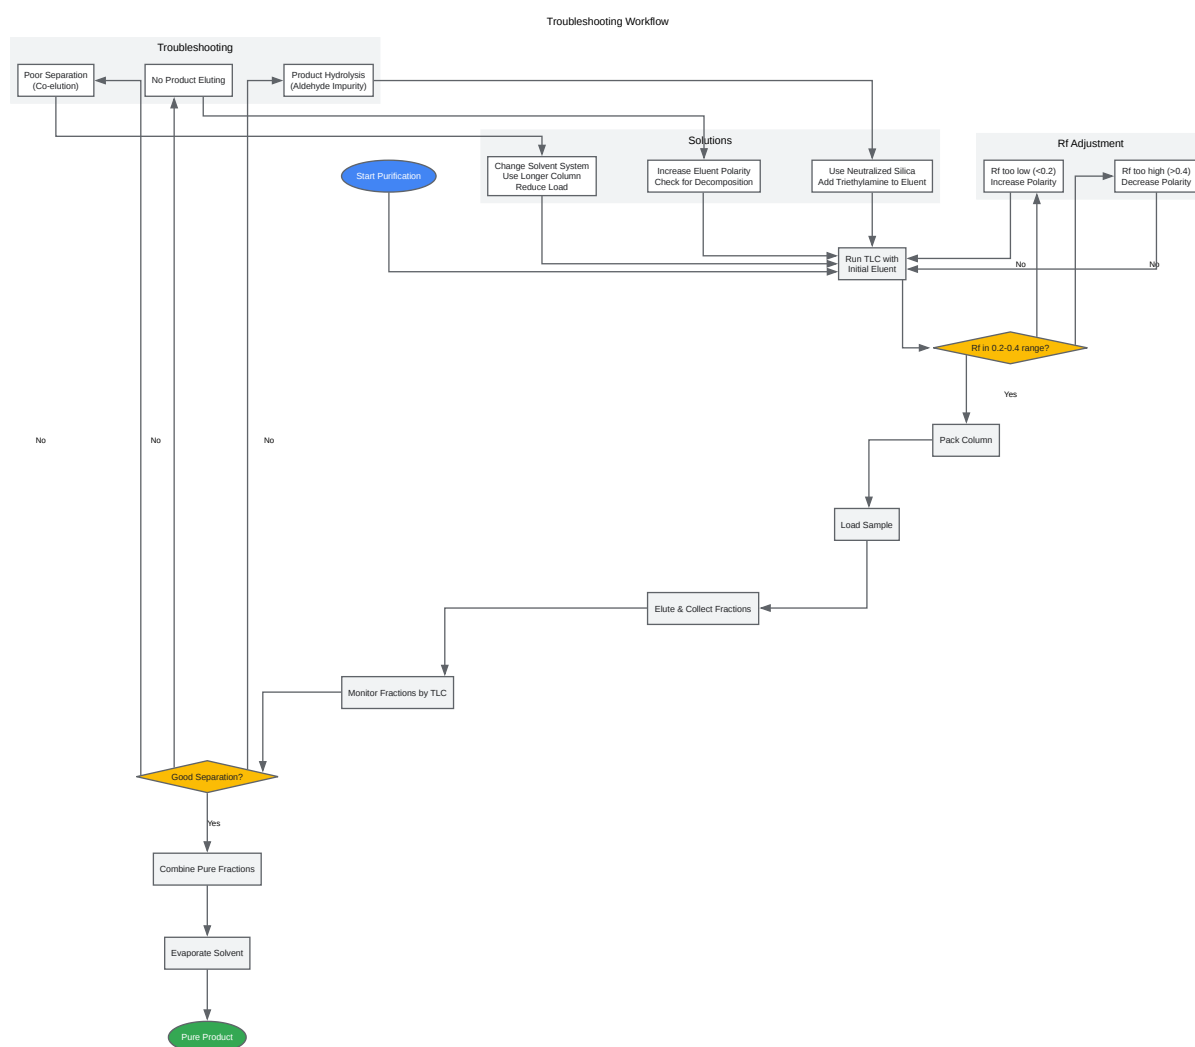 Troubleshooting Workflow
Troubleshooting
Poor Separation
(Co-elution)
No Product Eluting
Product Hydrolysis
(Aldehyde Impurity)
Solutions
Change Solvent System
Use Longer Column
Reduce Load
Increase Eluent Polarity
Check for Decomposition
Use Neutralized Silica
Add Triethylamine to Eluent
Rf Adjustment
Rf too low (<0.2)
Increase Polarity
Rf too high (>0.4)
Decrease Polarity
Start Purification
Run TLC with
Initial Eluent
No
No
Rf in 0.2-0.4 range?
Yes
Pack Column
No
No
No
Load Sample
Elute & Collect Fractions
Monitor Fractions by TLC
Good Separation?
Yes
Combine Pure Fractions
Evaporate Solvent
Pure Product